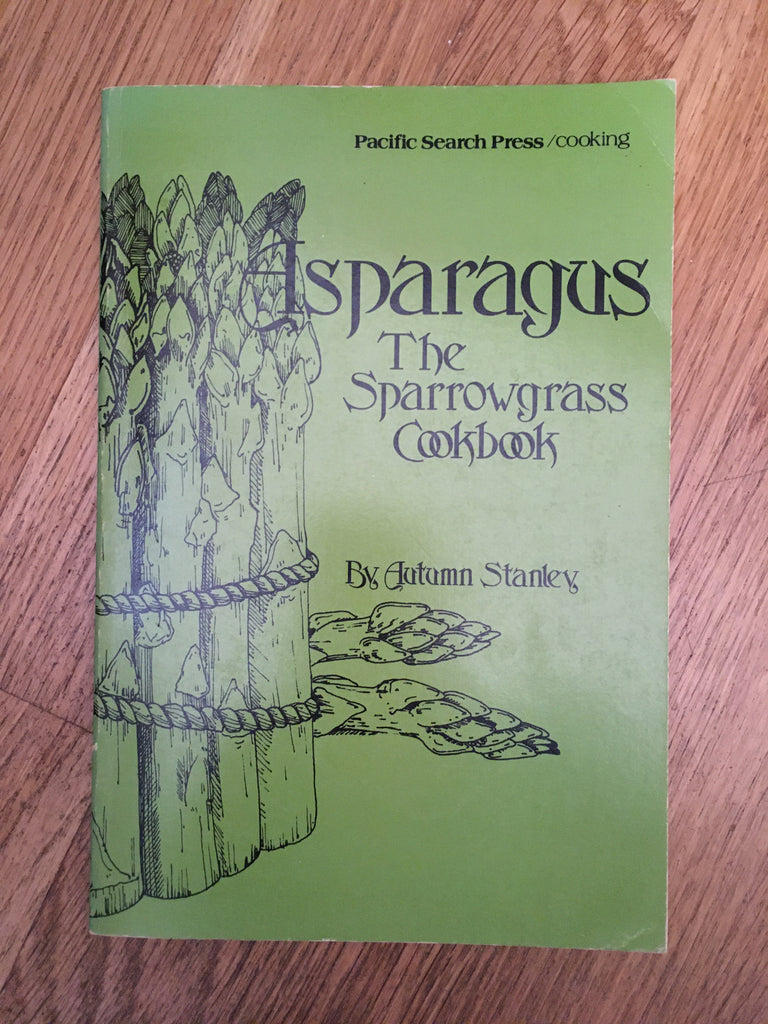 Pacific Search Press/cooking
Asparagus
The
Sparrowgrass
Cookbook
By Autumn Stanley